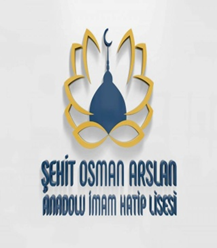 ŞEHİT OSMAN ARSLAN
ANADOLU İMAM HATİP LİSESİ